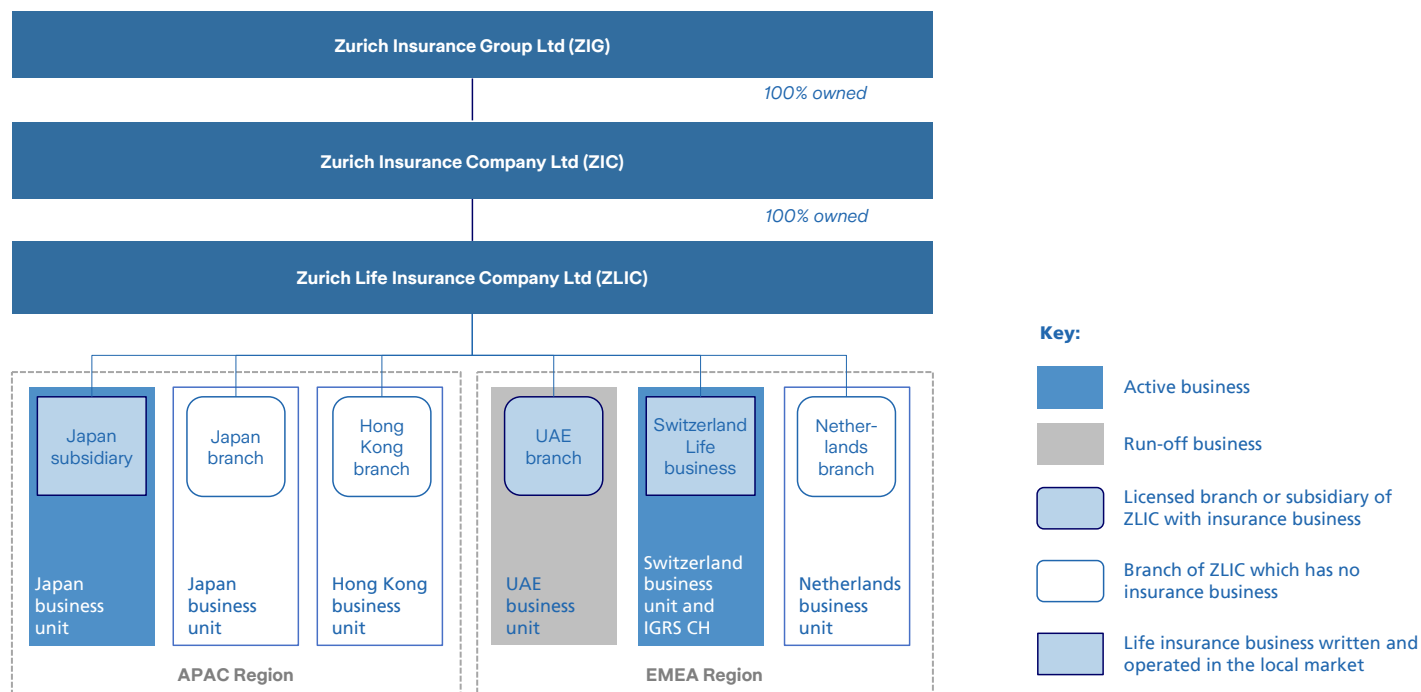 Zurich Insurance Group Ltd (ZIG)
100% owned
Zurich Insurance Company Ltd (ZIC)
100% owned
Zurich Life Insurance Company Ltd (ZLIC)
Japan
subsidiary
Japan
branch
Hong
Kong
branch
UAE
branch
Switzerland
Life
business
Nether-
lands
branch
Japan
business
unit
Japan
business
unit
Hong Kong
business
unit
UAE
business
unit
Switzerland
business
unit and
IGRS CH
Netherlands
business
unit
APAC Region
EMEA Region
Key:
Active business
Run-off business
Licensed branch or subsidiary of
ZLIC with insurance business
Branch of ZLIC which has no
insurance business
Life insurance business written and
operated in the local market